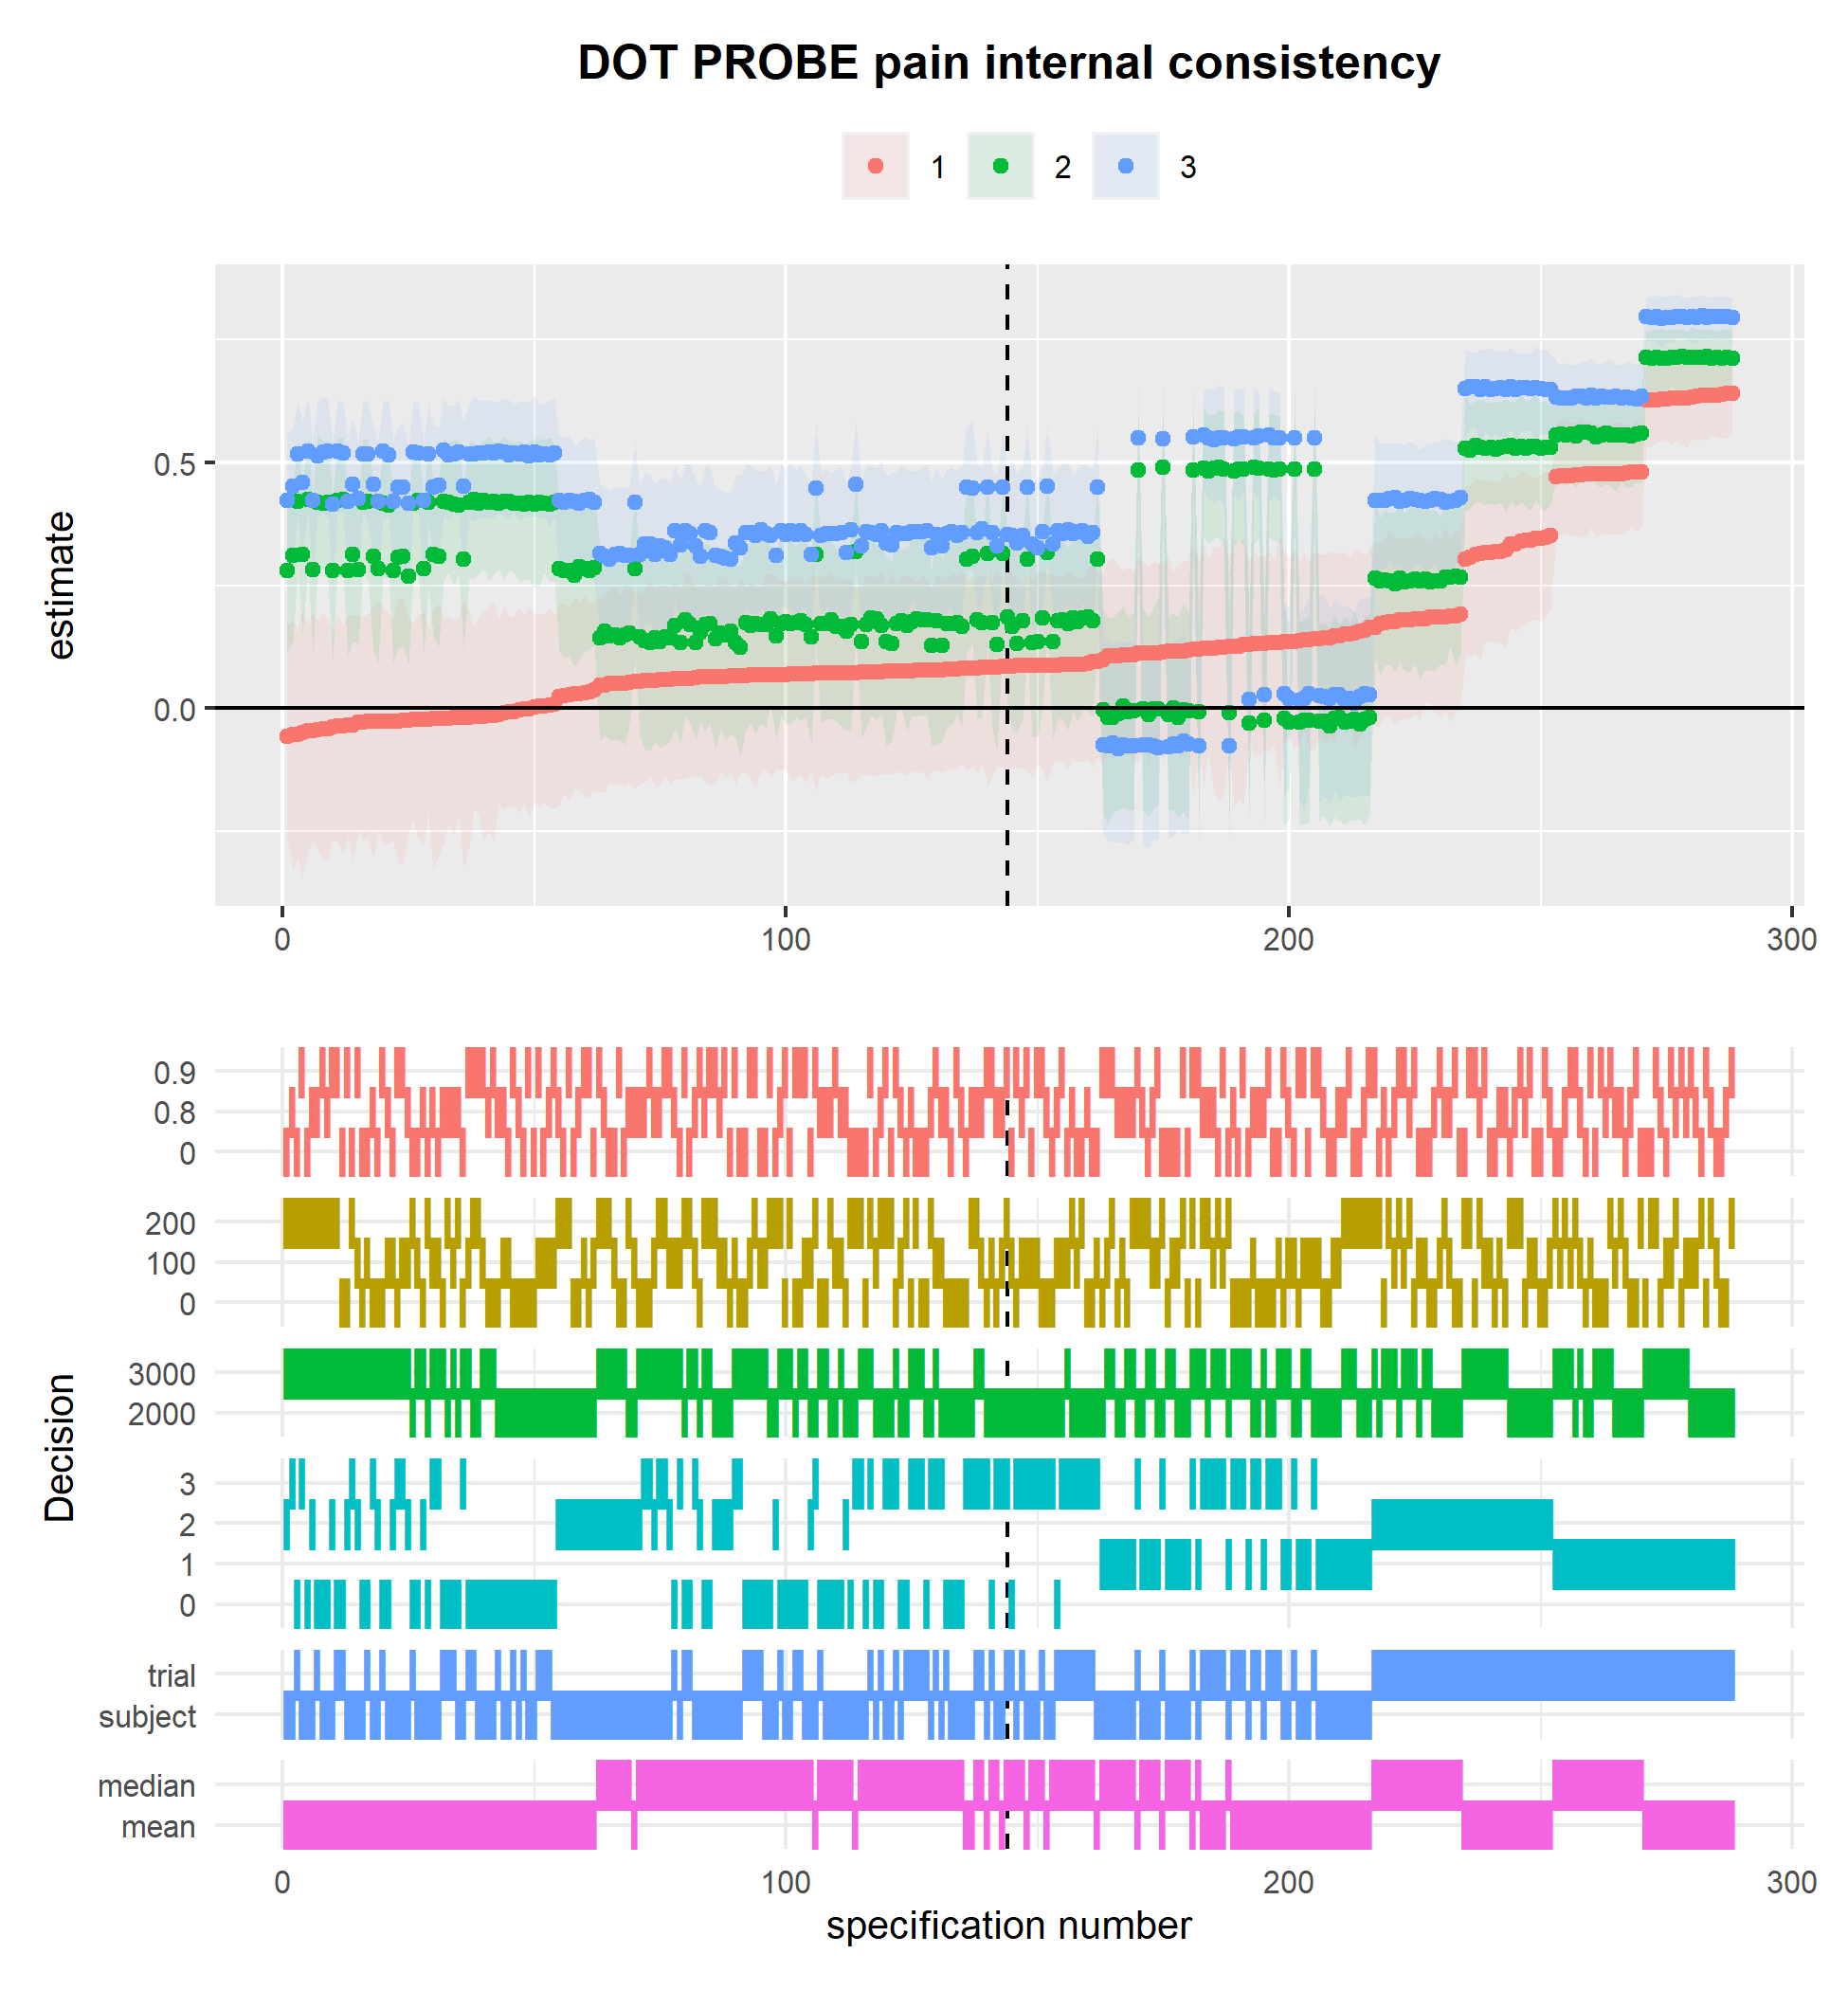 DOT PROBE pain internal consistency
1 2 3
estimate
0.5
0.0
0 100 200 300
Decision
0.9
0.8
0
200
100
0
3000
2000
3
2
1
0
trial
subject
median
mean
0 100 200 300
specification number